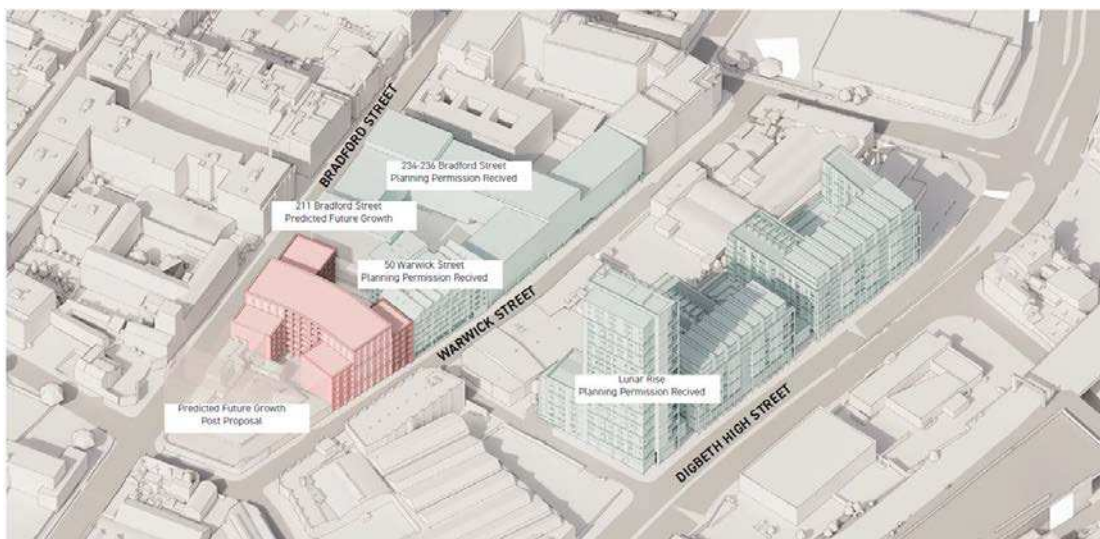 BRADFORD STREET
234-236 Bradford Street
Planning Permission Recived
211 Bradford Street
Predicted Future Growth
50 Warwick Street
Planning Permission Recived
WARWICK STREET
Lunar Rise
Planning Permission Recived
DIGBETH HIGH STREET
Predicted Future Growth
Post Proposal